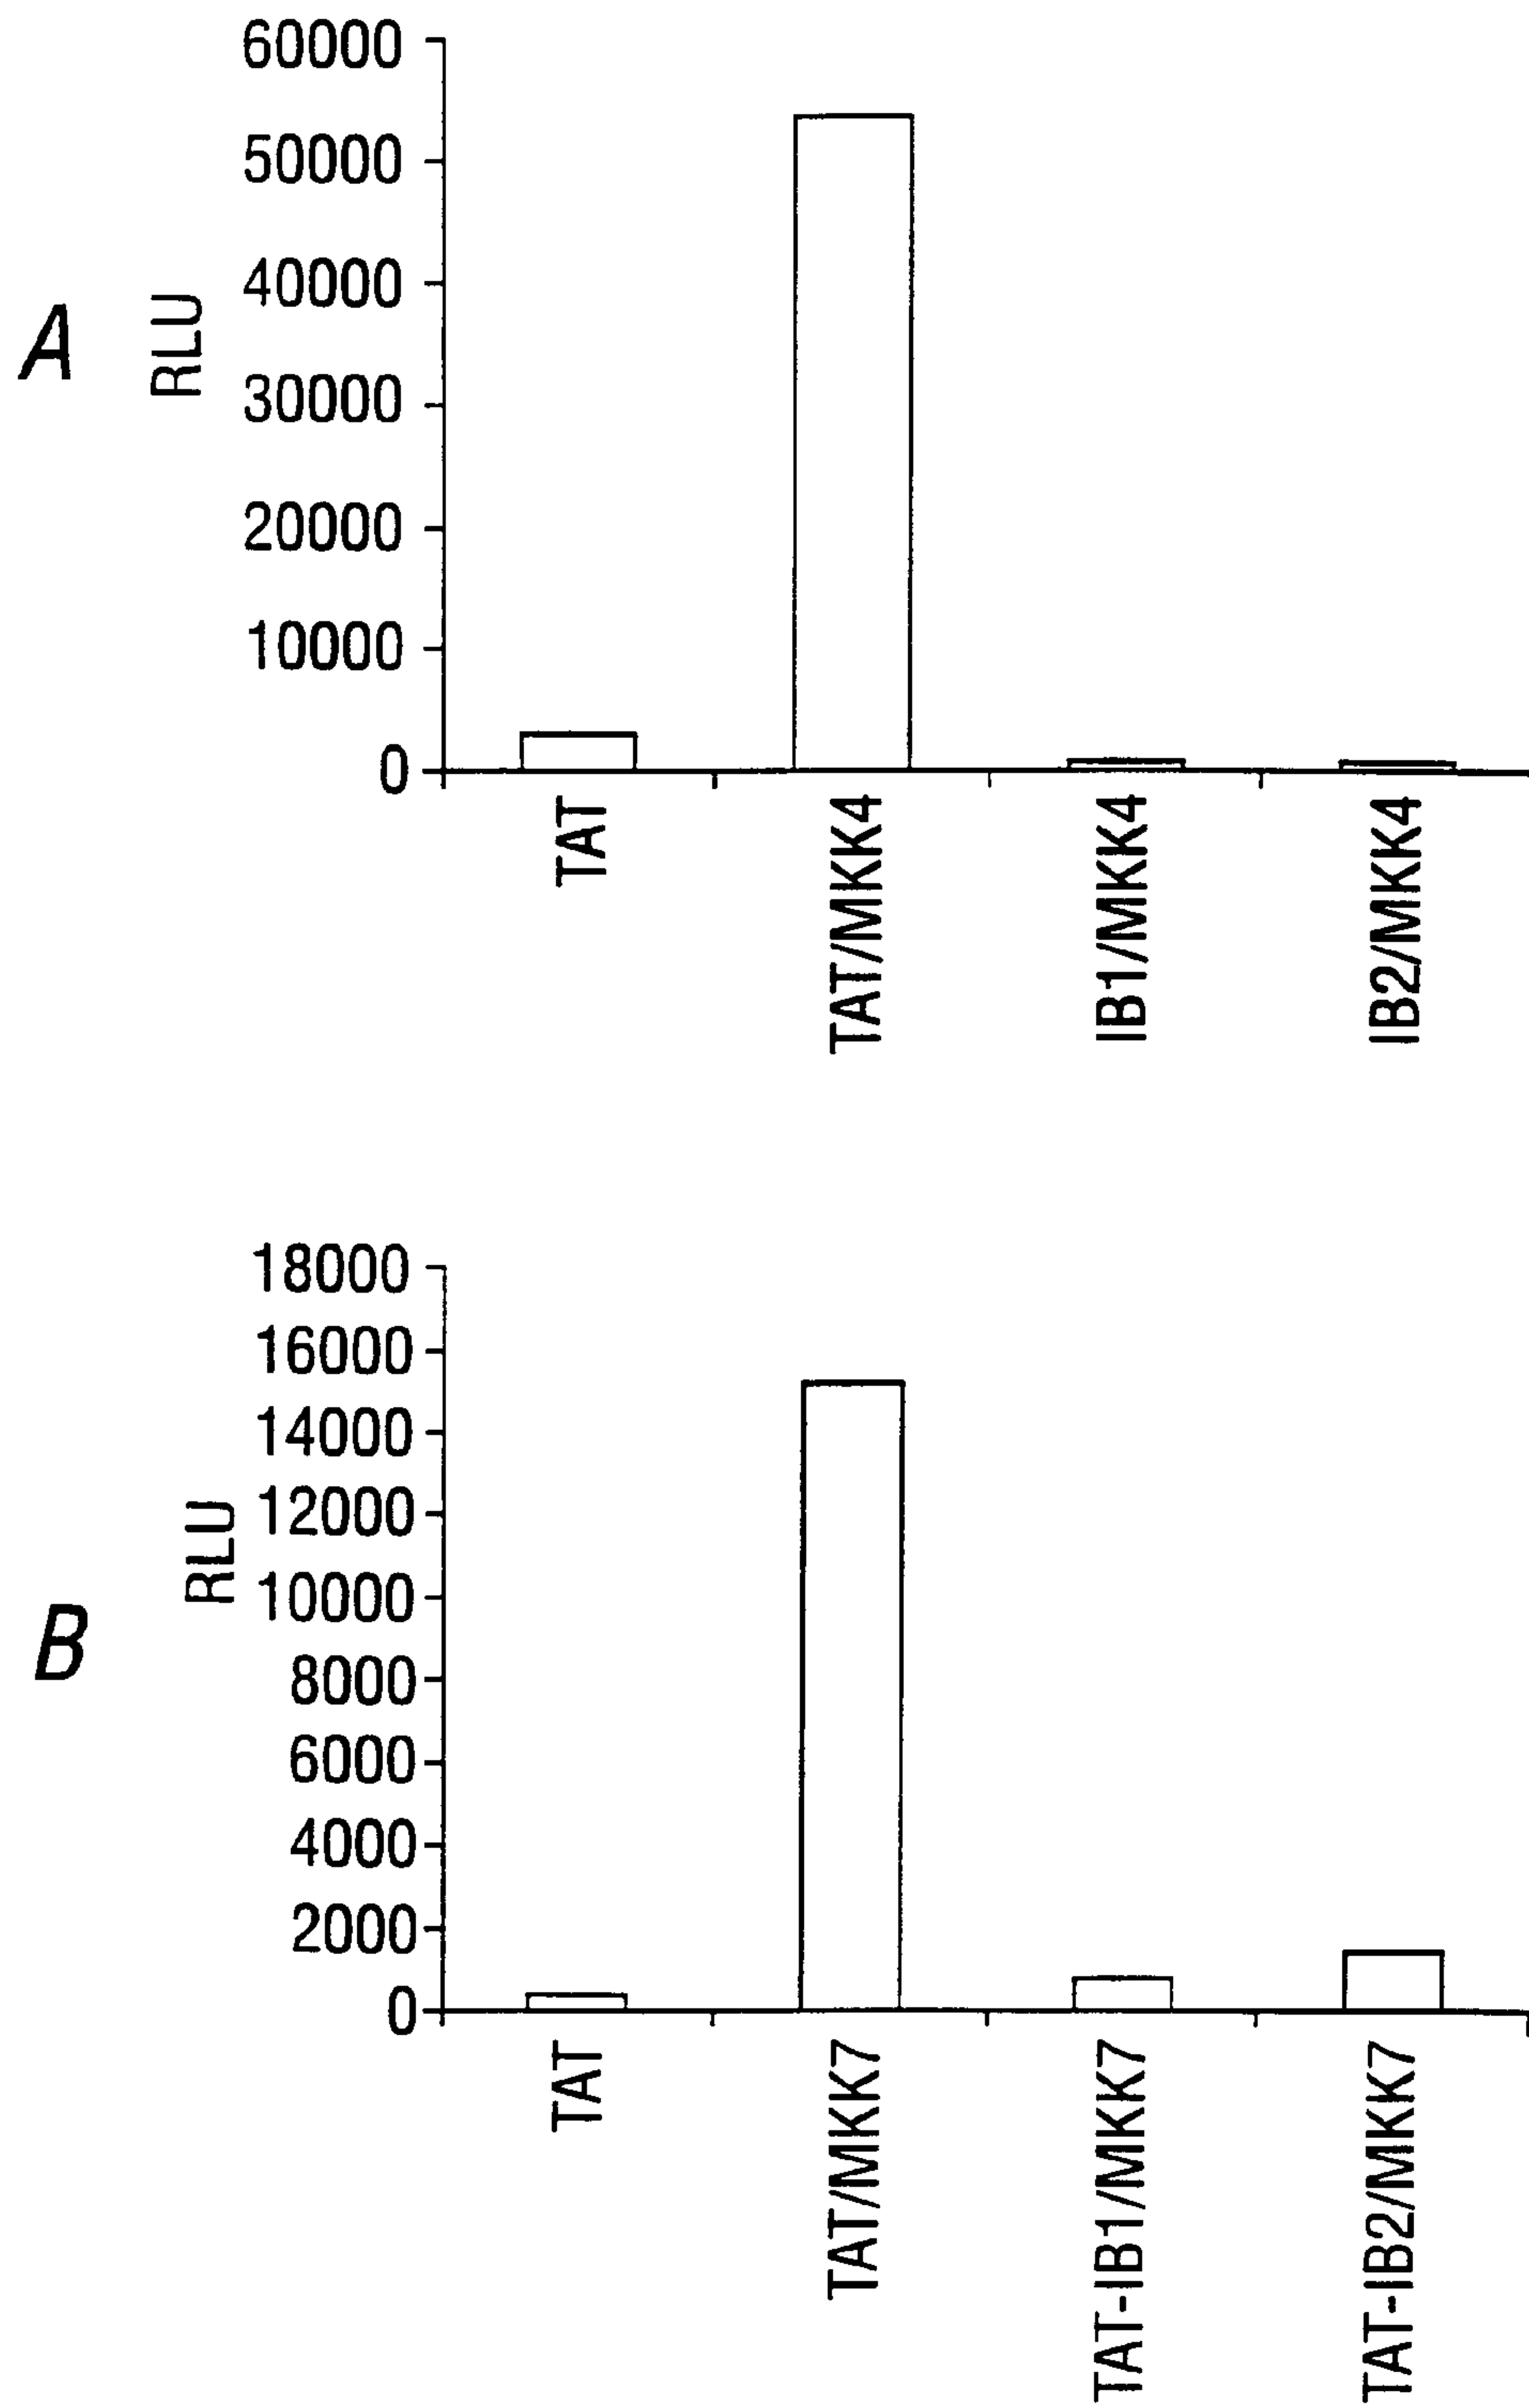 A
RLU
60000
50000
40000
30000
20000
10000
0
TAT
TAT/MKK4
IB1/MKK4
IB2/MKK4
B
RLU
18000
16000
14000
12000
10000
8000
6000
4000
2000
0
TAT
TAT/MKK7
TAT-IB1/MKK7
TAT-IB2/MKK7